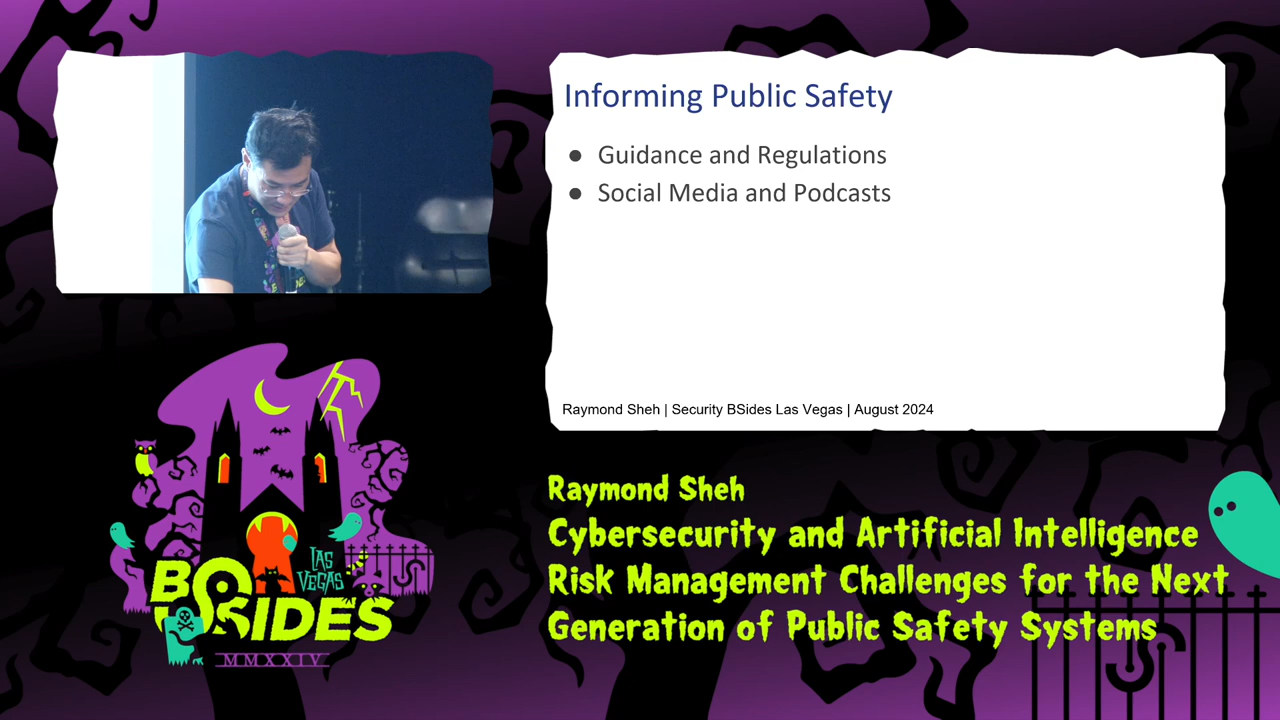 Informing Public Safety
● Guidance and Regulations
● Social Media and Podcasts
Raymond Sheh | Security BSides Las Vegas | August 2024
BSIDES
LAS
VEGAS
MMXXIV
Raymond Sheh
Cybersecurity and Artificial Intelligence
Risk Management Challenges for the Next
Generation of Public Safety Systems